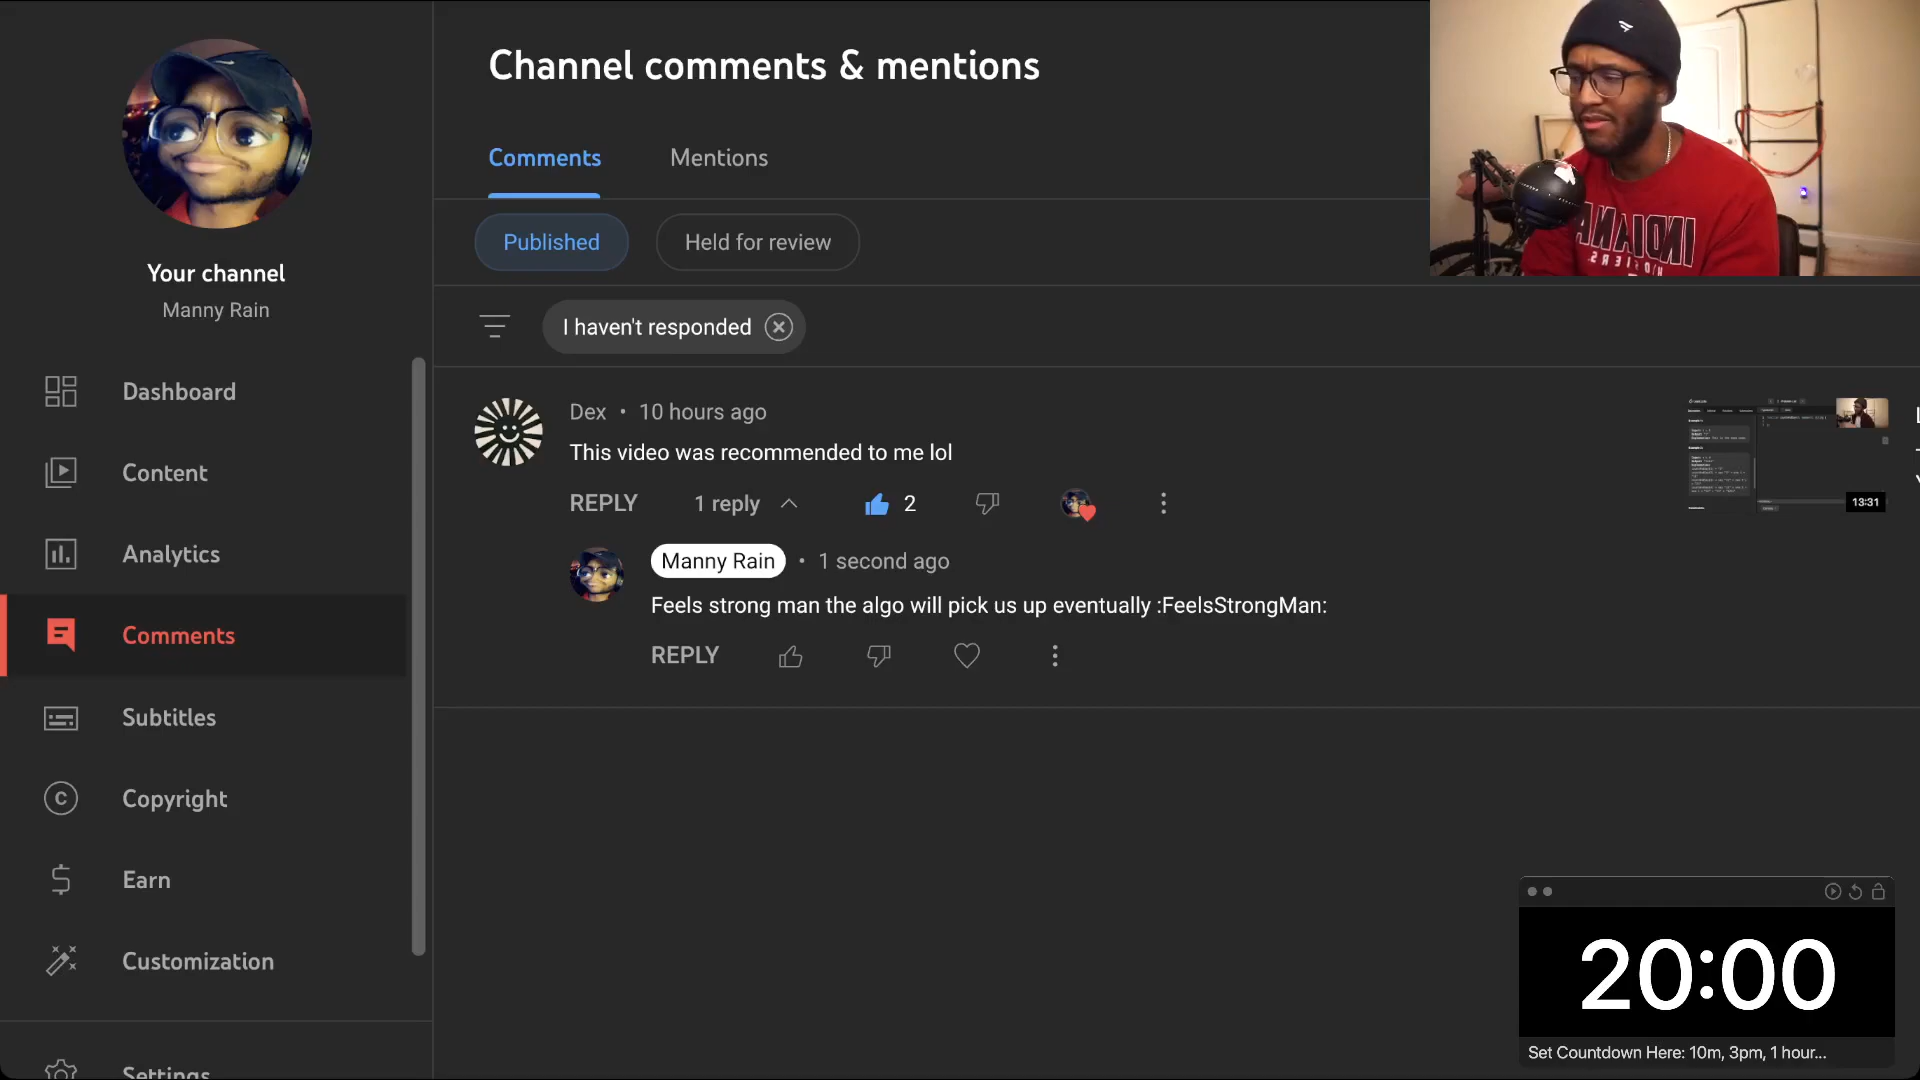 Your channel
Manny Rain
Dashboard
Content
Analytics
Comments
Subtitles
Copyright
Earn
Customization
Settings
Channel comments & mentions
Comments
Mentions
Published
Held for review
I haven't responded
Dex • 10 hours ago
This video was recommended to me lol
REPLY
1 reply
2
13:31
Manny Rain • 1 second ago
Feels strong man the algo will pick us up eventually :FeelsStrongMan:
REPLY
INDIANA
20:00
Set Countdown Here: 10m, 3pm, 1 hour...